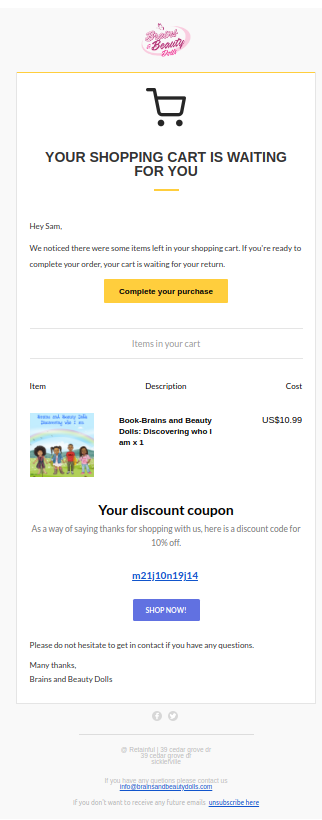 Brains
& Beauty
Dolls
YOUR SHOPPING CART IS WAITING
FOR YOU
Hey Sam,
We noticed there were some items left in your shopping cart. If you're ready to
complete your order, your cart is waiting for your return.
Complete your purchase
Items in your cart
Item Description Cost
Brains and Beauty Dolls
Discovering who I am
Book-Brains and Beauty
Dolls: Discovering who I
am x 1
US$10.99
Your discount coupon
As a way of saying thanks for shopping with us, here is a discount code for
10% off.
m21j10n19j14
SHOP NOW!
Please do not hesitate to get in contact if you have any questions.
Many thanks,
Brains and Beauty Dolls
@ Retainful | 39 cedar grove dr
39 cedar grove dr
sicklerville
If you have any quetions please contact us
info@brainsandbeautydolls.com
If you don't want to receive any future emails unsubscribe here